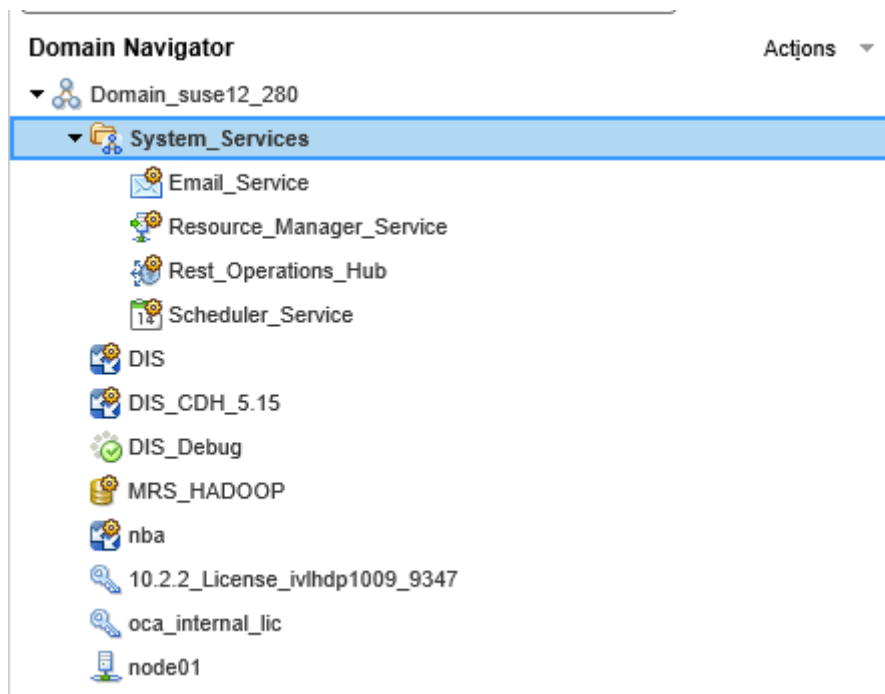 Domain Navigator Actions
Domain_suse12_280
System_Services
Email_Service
Resource_Manager_Service
Rest_Operations_Hub
14 Scheduler_Service
DIS
DIS_CDH_5.15
DIS_Debug
MRS_HADOOP
nba
10.2.2_License_ivlhdp1009_9347
oca_internal_lic
node01